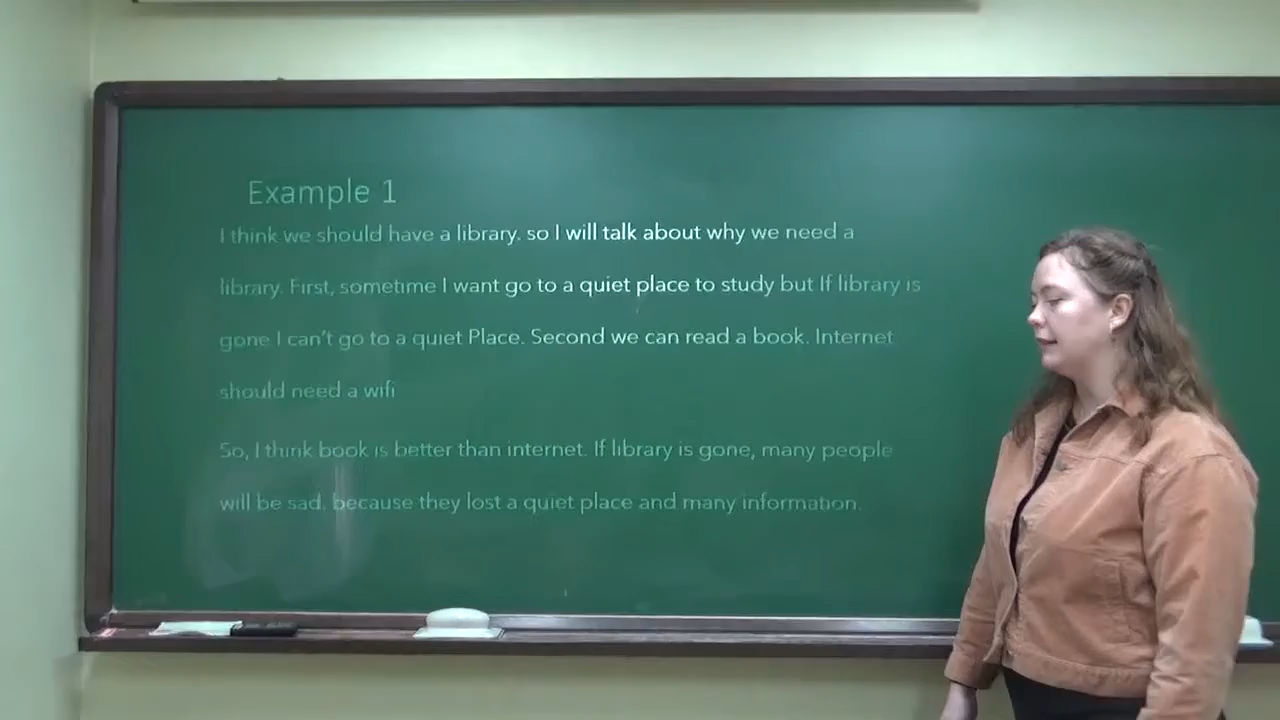 Example 1
I think we should have a library. so I will talk about why we need a
library. First, sometime I want go to a quiet place to study but If library is
gone I can't go to a quiet Place. Second we can read a book. Internet
should need a wifi
So, I think book is better than internet. If library is gone, many people
will be sad. because they lost a quiet place and many information.